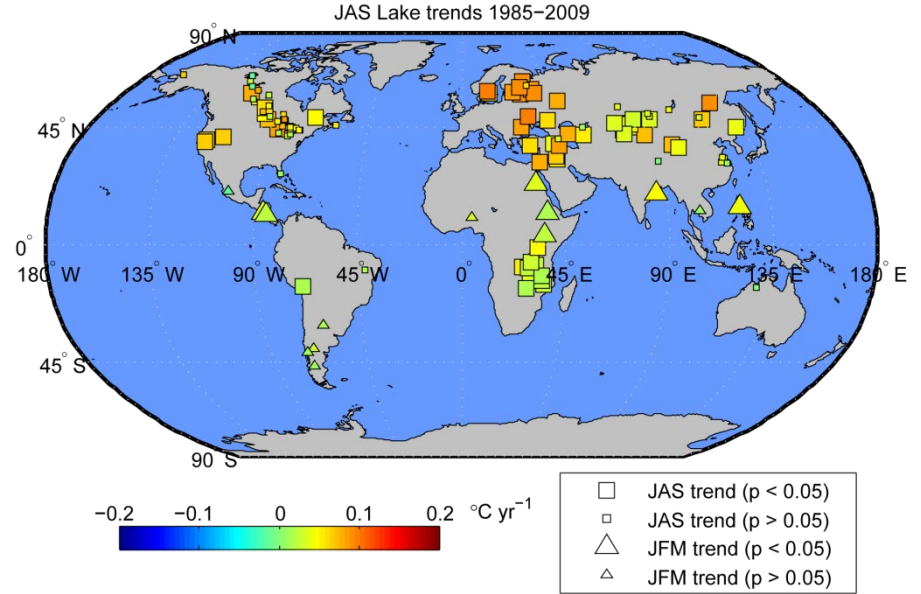 JAS Lake trends 1985−2009
90° N
45° N
0°
180° W 135° W 90° W 45° W 0° 45° E 90° E 135° E 180° E
45° S
90° S
−0.2 −0.1 0 0.1 0.2 °C yr−1
JAS trend (p < 0.05)
JAS trend (p > 0.05)
JFM trend (p < 0.05)
JFM trend (p > 0.05)